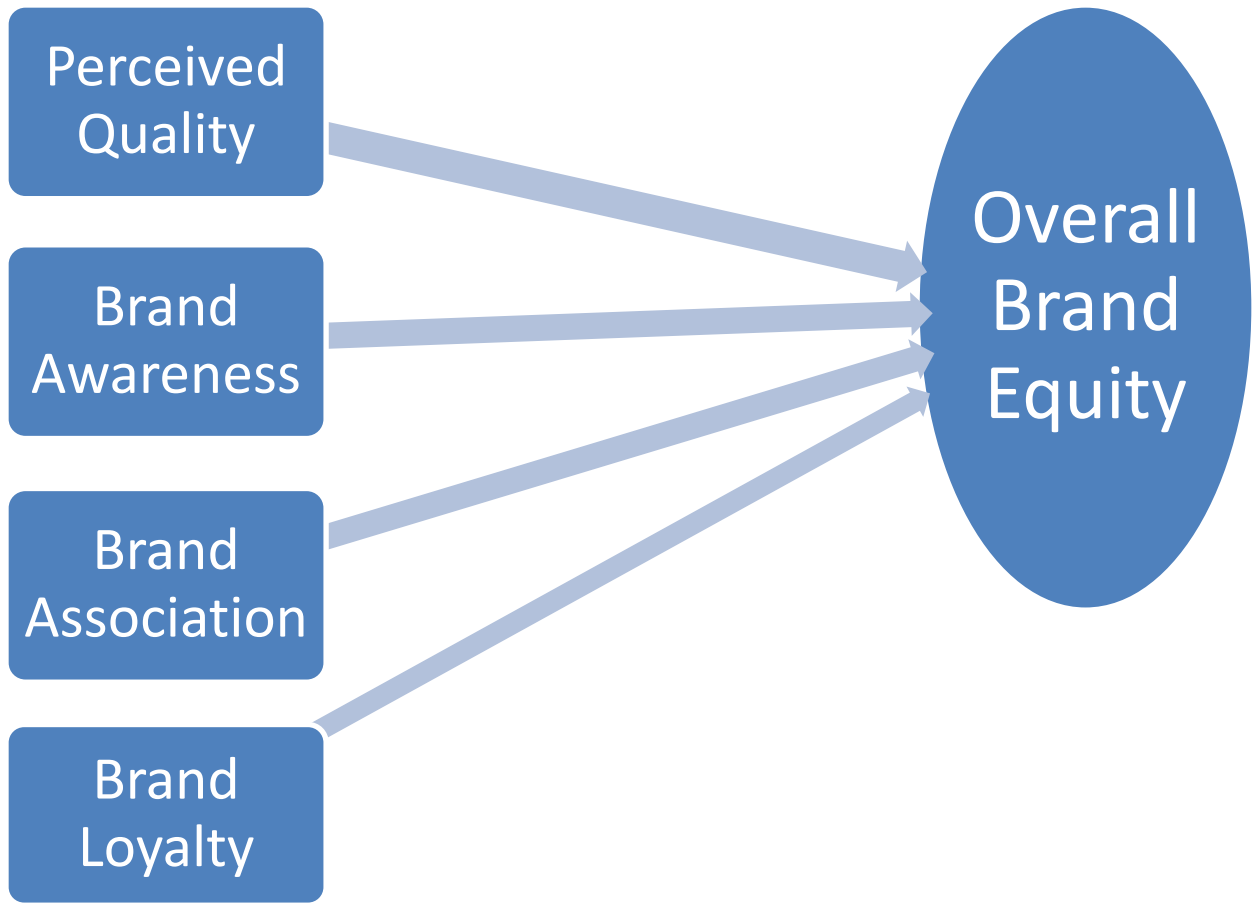 Perceived
Quality
Brand
Awareness
Brand
Association
Brand
Loyalty
Overall
Brand
Equity